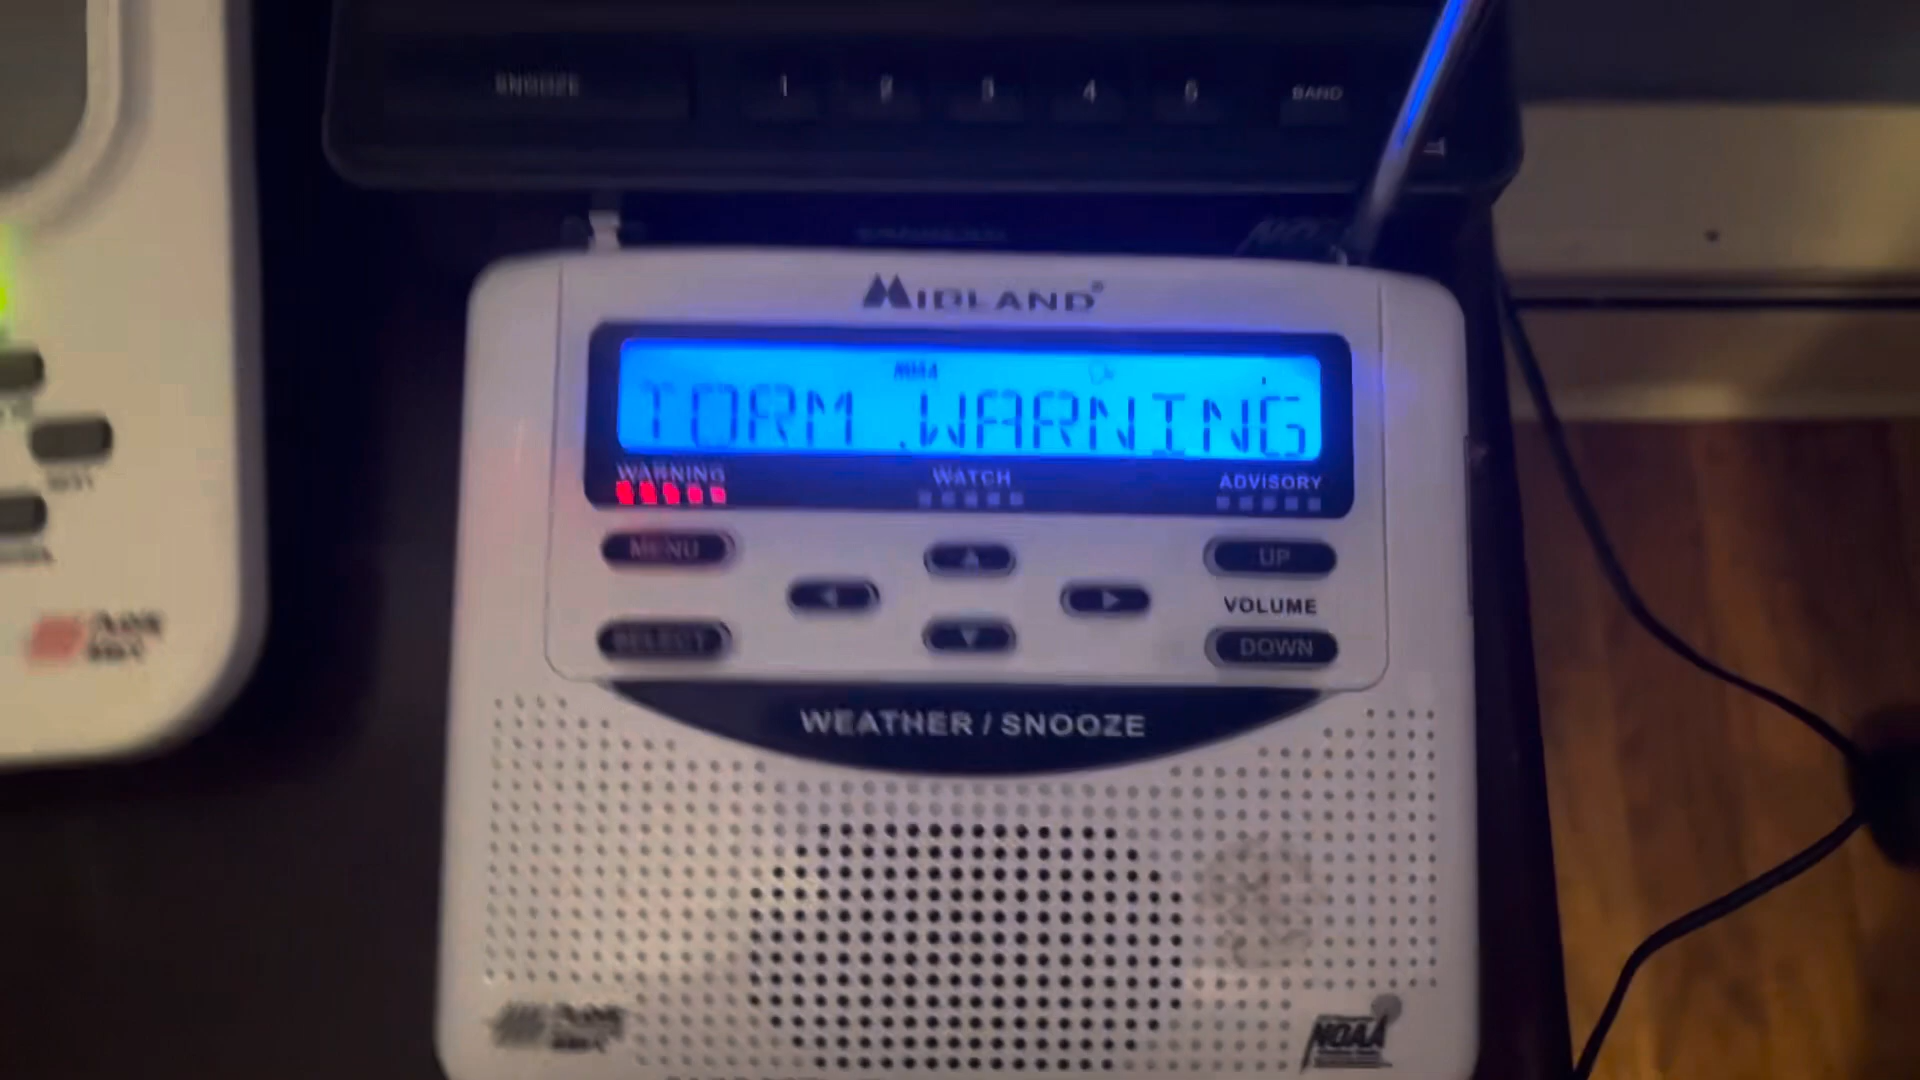 SNOOZE 1 2 3 4 5 BAND
MIDLAND®
NOAA
TORM WARNING
WARNING WATCH ADVISORY
MENU UP
VOLUME
SELECT DOWN
WEATHER / SNOOZE
NOAA